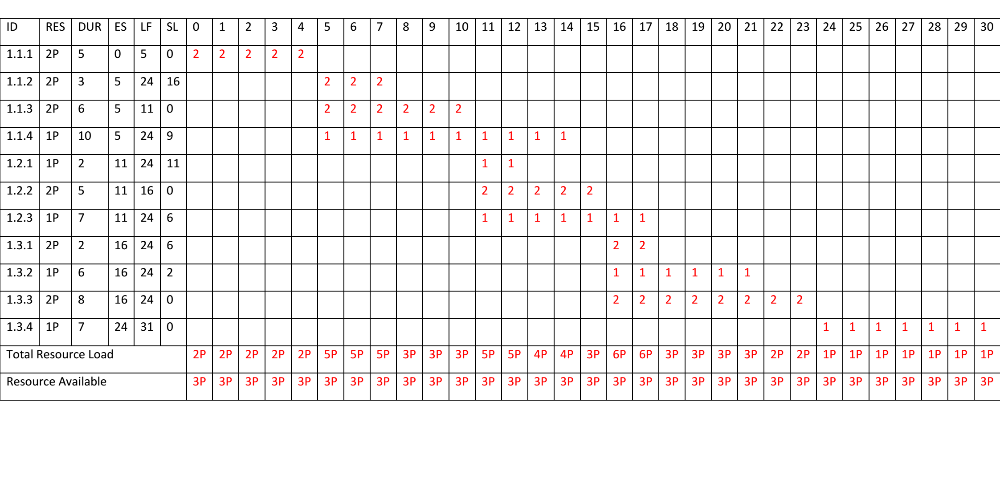 ID RES DUR ES LF SL 0 1 2 3 4 5 6 7 8 9 10 11 12 13 14 15 16 17 18 19 20 21 22 23 24 25 26 27 28 29 30
1.1.1 2P 5 0 5 0 2 2 2 2 2
1.1.2 2P 3 5 24 16 2 2 2
1.1.3 2P 6 5 11 0 2 2 2 2 2 2
1.1.4 1P 10 5 24 9 1 1 1 1 1 1 1 1 1 1
1.2.1 1P 2 11 24 11 1 1
1.2.2 2P 5 11 16 0 2 2 2 2 2
1.2.3 1P 7 11 24 6 1 1 1 1 1 1 1
1.3.1 2P 2 16 24 6 2 2
1.3.2 1P 6 16 24 2 1 1 1 1 1 1
1.3.3 2P 8 16 24 0 2 2 2 2 2 2 2 2
1.3.4 1P 7 24 31 0 1 1 1 1 1 1 1
Total Resource Load 2P 2P 2P 2P 2P 5P 5P 5P 3P 3P 3P 5P 5P 4P 4P 3P 6P 6P 3P 3P 3P 3P 2P 2P 1P 1P 1P 1P 1P 1P 1P
Resource Available 3P 3P 3P 3P 3P 3P 3P 3P 3P 3P 3P 3P 3P 3P 3P 3P 3P 3P 3P 3P 3P 3P 3P 3P 3P 3P 3P 3P 3P 3P 3P